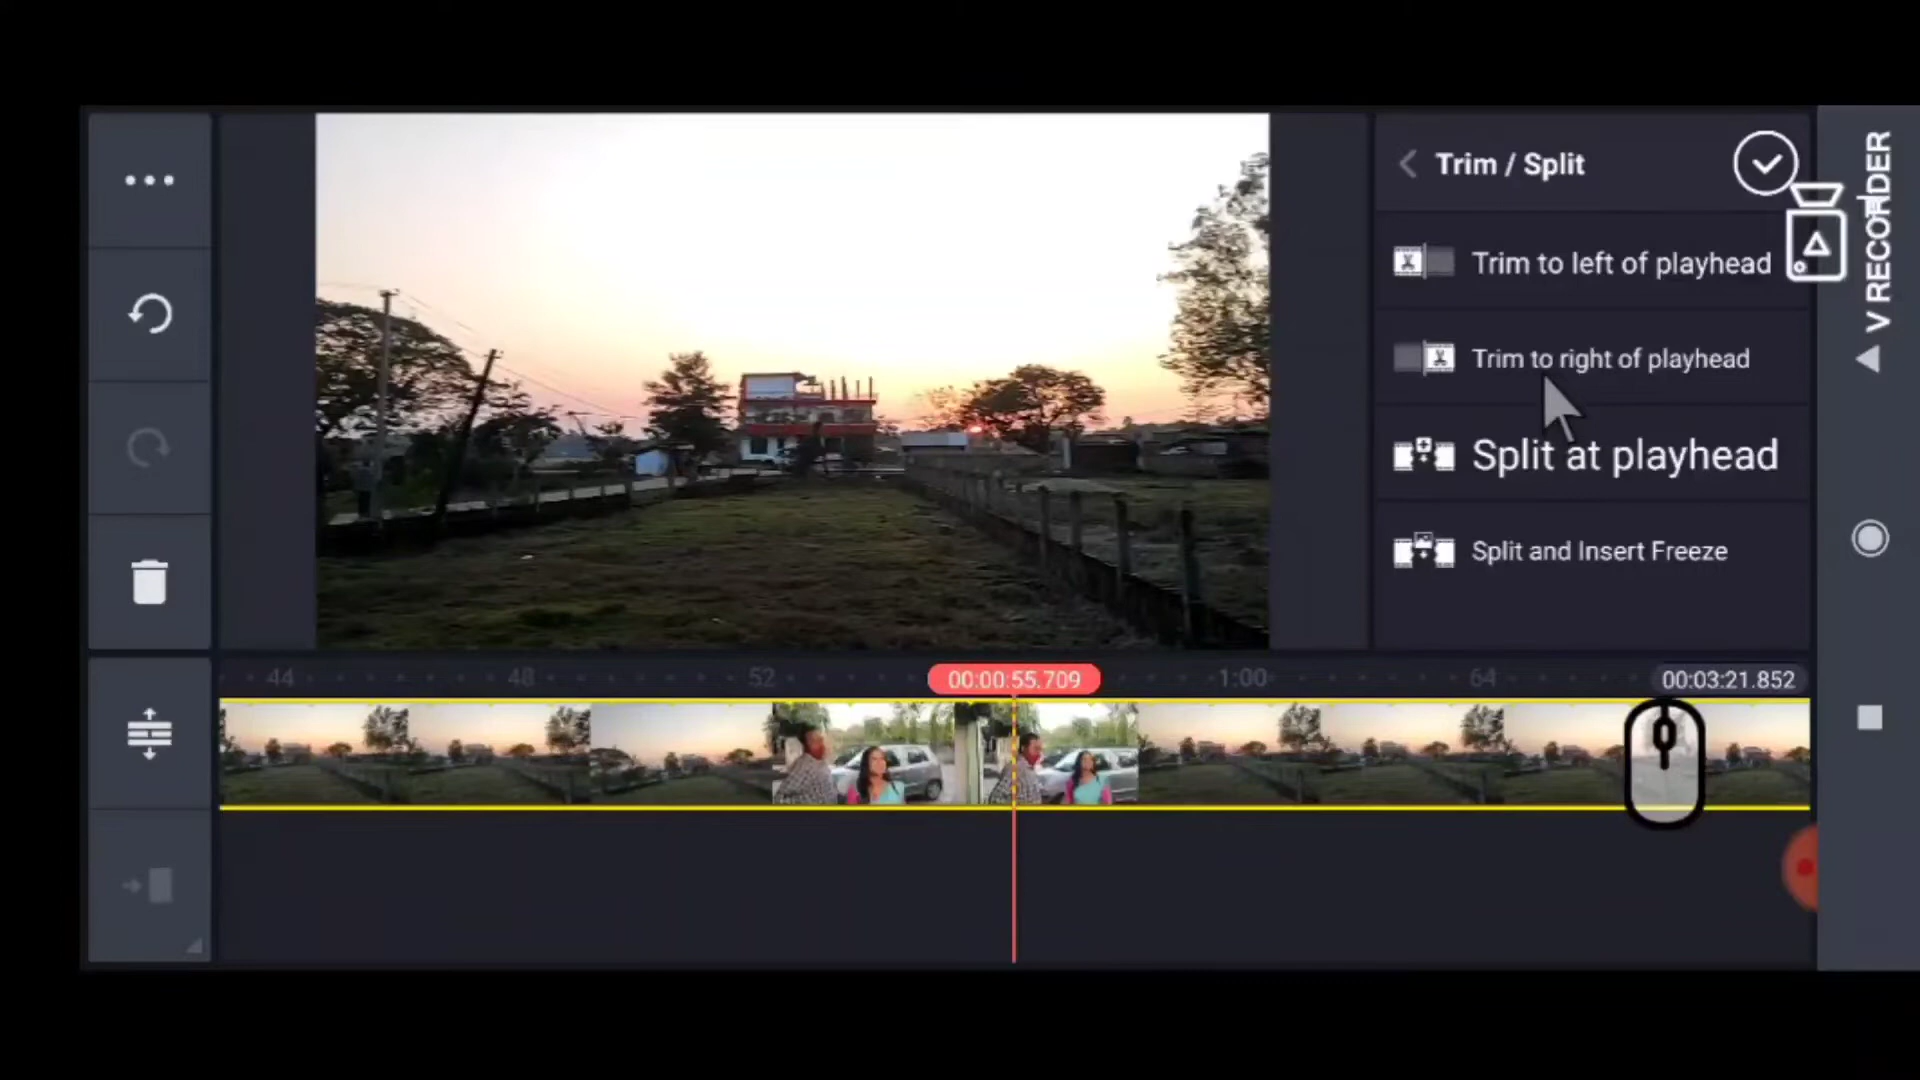 Trim / Split
Trim to left of playhead
Trim to right of playhead
Split at playhead
Split and Insert Freeze
V RECORDER
44
48
52
00:00:55.709
1:00
64
00:03:21.852